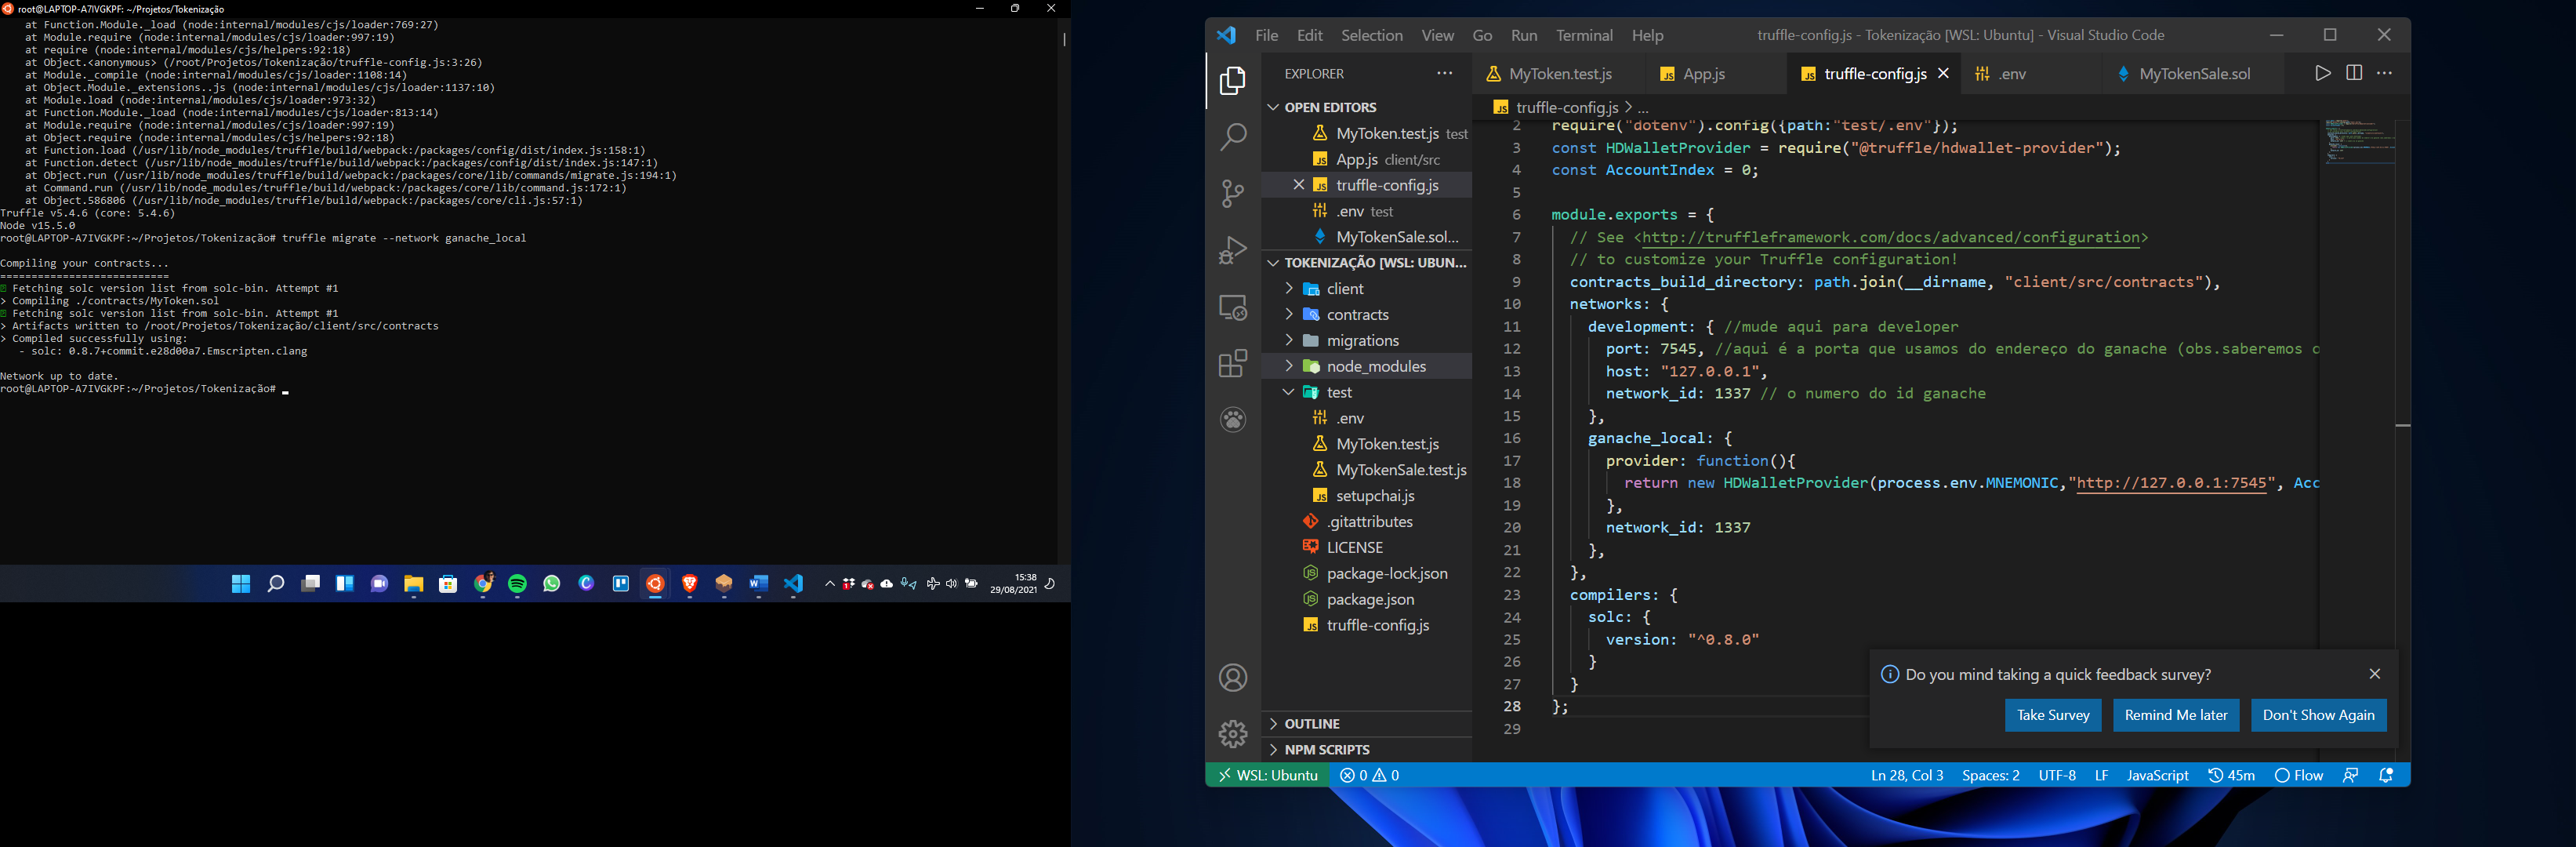 root@LAPTOP-A7IVGKPF: ~/Projetos/Tokenização
at Function.Module._load (node:internal/modules/cjs/loader:769:27)
at Module.require (node:internal/modules/cjs/loader:997:19)
at require (node:internal/modules/cjs/helpers:92:18)
at Object.<anonymous> (/root/Projetos/Tokenização/truffle-config.js:3:26)
at Module._compile (node:internal/modules/cjs/loader:1108:14)
at Object.Module._extensions..js (node:internal/modules/cjs/loader:1137:10)
at Module.load (node:internal/modules/cjs/loader:973:32)
at Function.Module._load (node:internal/modules/cjs/loader:813:14)
at Module.require (node:internal/modules/cjs/loader:997:19)
at Object.require (node:internal/modules/cjs/helpers:92:18)
at Function.load (/usr/lib/node_modules/truffle/build/webpack:/packages/config/dist/index.js:158:1)
at Function.detect (/usr/lib/node_modules/truffle/build/webpack:/packages/config/dist/index.js:147:1)
at Object.run (/usr/lib/node_modules/truffle/build/webpack:/packages/core/lib/commands/migrate.js:194:1)
at Command.run (/usr/lib/node_modules/truffle/build/webpack:/packages/core/lib/command.js:172:1)
at Object.586806 (/usr/lib/node_modules/truffle/build/webpack:/packages/core/cli.js:57:1)
Truffle v5.4.6 (core: 5.4.6)
Node v15.5.0
root@LAPTOP-A7IVGKPF:~/Projetos/Tokenização# truffle migrate --network ganache_local
Compiling your contracts...
===========================
Fetching solc version list from solc-bin. Attempt #1
> Compiling ./contracts/MyToken.sol
Fetching solc version list from solc-bin. Attempt #1
> Artifacts written to /root/Projetos/Tokenização/client/src/contracts
> Compiled successfully using:
- solc: 0.8.7+commit.e28d00a7.Emscripten.clang
Network up to date.
root@LAPTOP-A7IVGKPF:~/Projetos/Tokenização#
15:38
29/08/2021
File Edit Selection View Go Run Terminal Help
truffle-config.js - Tokenização [WSL: Ubuntu] - Visual Studio Code
EXPLORER
OPEN EDITORS
MyToken.test.js test
App.js client/src
truffle-config.js
.env test
MyTokenSale.sol...
TOKENIZAÇÃO [WSL: UBUN...
client
contracts
migrations
node_modules
test
.env
MyToken.test.js
MyTokenSale.test.js
setupchai.js
.gitattributes
LICENSE
package-lock.json
package.json
truffle-config.js
OUTLINE
NPM SCRIPTS
MyToken.test.js App.js truffle-config.js .env MyTokenSale.sol
truffle-config.js > ...
2 require("dotenv").config({path:"test/.env"});
3 const HDWalletProvider = require("@truffle/hdwallet-provider");
4 const AccountIndex = 0;
5
6 module.exports = {
7 // See <http://truffleframework.com/docs/advanced/configuration>
8 // to customize your Truffle configuration!
9 contracts_build_directory: path.join(__dirname, "client/src/contracts"),
10 networks: {
11 development: { //mude aqui para developer
12 port: 7545, //aqui é a porta que usamos do endereço do ganache (obs.saberemos o
13 host: "127.0.0.1",
14 network_id: 1337 // o numero do id ganache
15 },
16 ganache_local: {
17 provider: function(){
18 return new HDWalletProvider(process.env.MNEMONIC,"http://127.0.0.1:7545", Acc
19 },
20 network_id: 1337
21 },
22 },
23 compilers: {
24 solc: {
25 version: "^0.8.0"
26 }
27 }
28 };
29
Do you mind taking a quick feedback survey?
Take Survey Remind Me later Don't Show Again
WSL: Ubuntu 0 0 Ln 28, Col 3 Spaces: 2 UTF-8 LF JavaScript 45m Flow